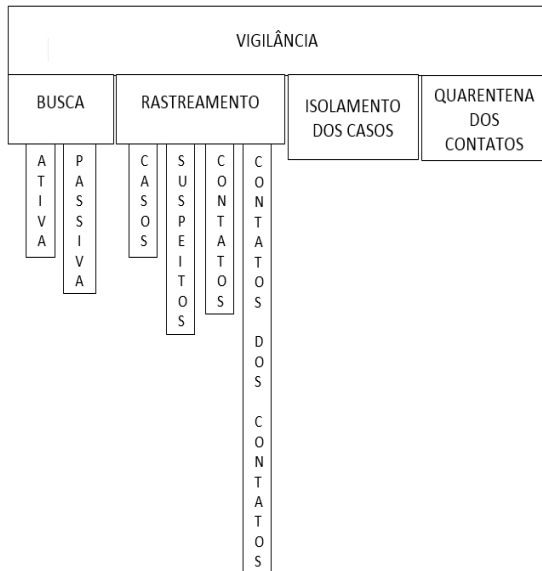 VIGILÂNCIA
BUSCA
RASTREAMENTO
ISOLAMENTO
DOS CASOS
QUARENTENA
DOS
CONTATOS
ATIVA
PASSIVA
CASOS
SUSPEITOS
CONTATOS
CONTATOS DOS CONTATOS